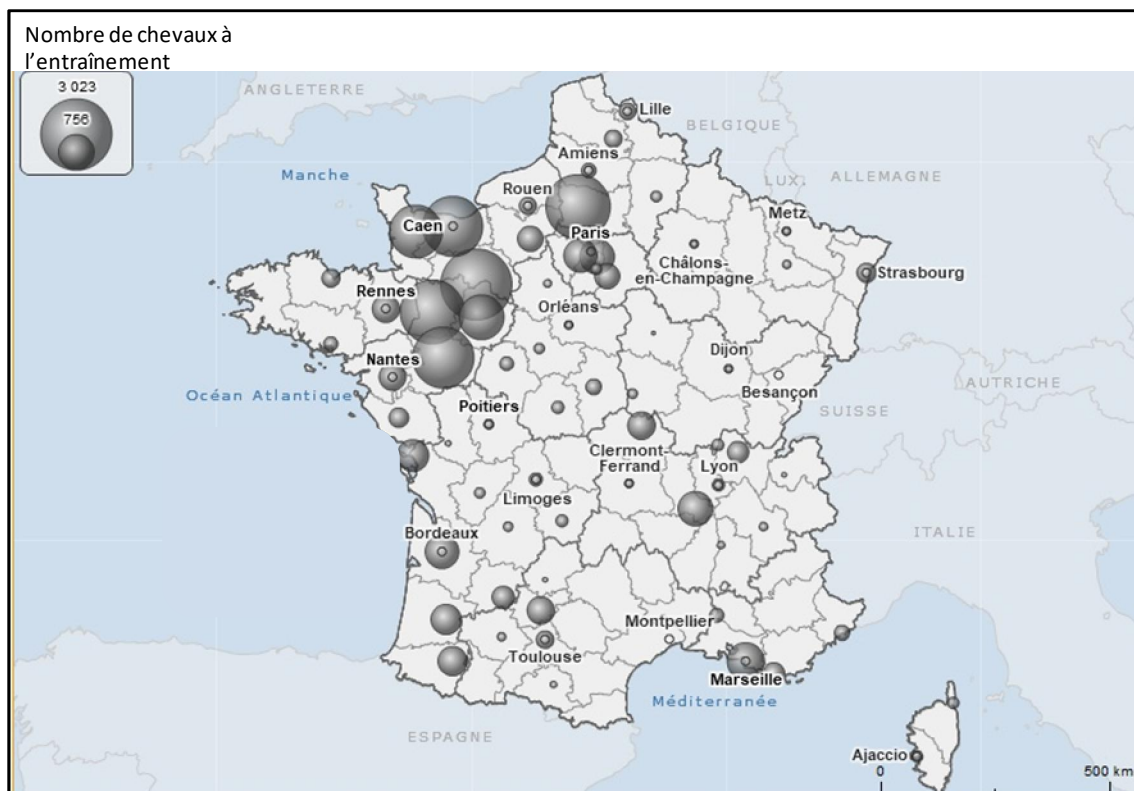 Nombre de chevaux à
l'entraînement
3 023
756
ANGLETERRE
Lille
BELGIQUE
Manche
Amiens
LUX.
ALLEMAGNE
Rouen
Metz
Caen
Paris
Châlons-
en-Champagne
Strasbourg
Rennes
Orléans
Dijon
Nantes
Besançon
AUTRICHE
Océan Atlantique
Poitiers
SUISSE
Clermont-
Ferrand
Lyon
Limoges
Bordeaux
ITALIE
Montpellier
Toulouse
Marseille
Méditerranée
ESPAGNE
Ajaccio
0
500 km